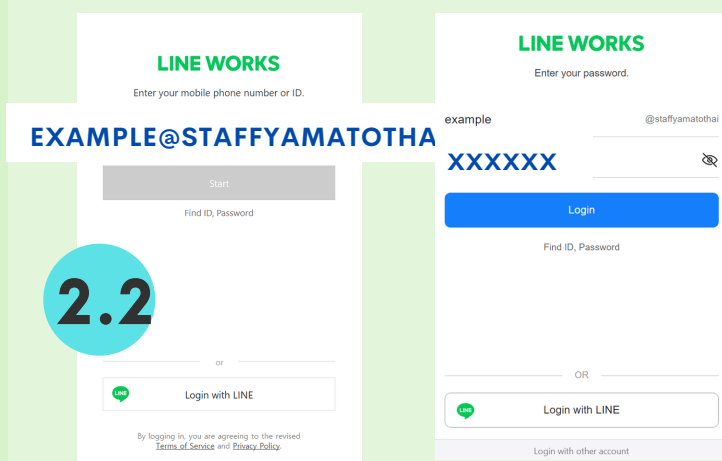 LINE WORKS
Enter your mobile phone number or ID.
EXAMPLE@STAFFYAMATOTHA
Start
Find ID, Password
2.2
or
LINE
Login with LINE
By logging in, you are agreeing to the revised
Terms of Service and Privacy Policy.
LINE WORKS
Enter your password.
example @staffyamatothai
XXXXXX
Login
Find ID, Password
OR
LINE
Login with LINE
Login with other account